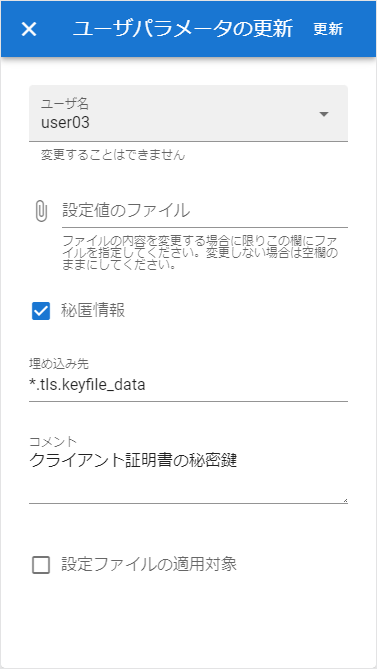 ユーザパラメータの更新 更新
ユーザ名
user03
変更することはできません
設定値のファイル
ファイルの内容を変更する場合に限りこの欄にファ
イルを指定してください。変更しない場合は空欄の
ままにしてください。
秘匿情報
埋め込み先
*.tls.keyfile_data
コメント
クライアント証明書の秘密鍵
設定ファイルの適用対象